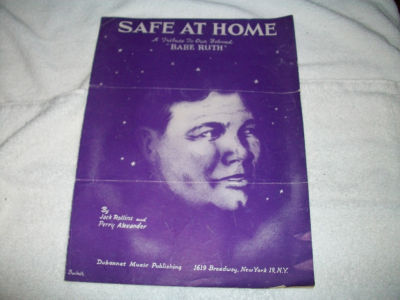 SAFE AT HOME
A Tribute To Our Beloved
"BABE RUTH"
By
Jack Rollins and
Perry Alexander
Dubonnet Music Publishing 1619 Broadway, New York 19, N.Y.